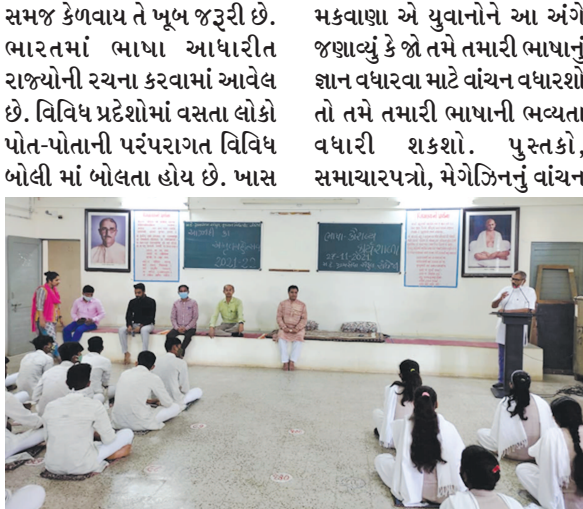 સમજ કેળવાય તે ખૂબ જરૂરી છે.
ભારતમાં ભાષા આધારીત
રાજ્યોની રચના કરવામાં આવેલ
છે. વિવિધ પ્રદેશોમાં વસતા લોકો
પોત-પોતાની પરંપરાગત વિવિધ
બોલી માં બોલતા હોય છે. ખાસ
મકવાણા એ યુવાનોને આ અંગે
જણાવ્યું કે જો તમે તમારી ભાષાનું
જ્ઞાન વધારવા માટે વાંચન વધારશો
તો તમે તમારી ભાષાની ભવ્યતા
વધારી શકશો. પુસ્તકો,
સમાચારપત્રો, મેગેઝિનનું વાંચન
2021-22
ભાષા-કૌશલ્ય